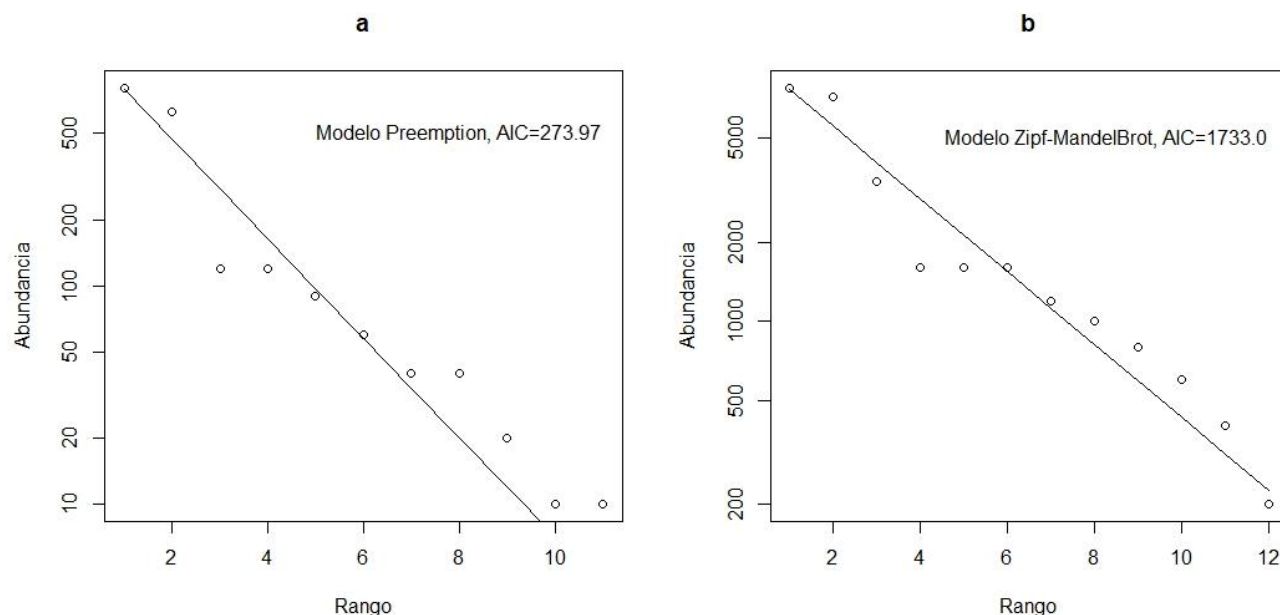 a
Modelo Preemption, AIC=273.97
Abundancia
500
200
100
50
20
10
2
4
6
8
10
Rango
b
Modelo Zipf-MandelBrot, AIC=1733.0
Abundancia
5000
2000
1000
500
200
2
4
6
8
10
12
Rango